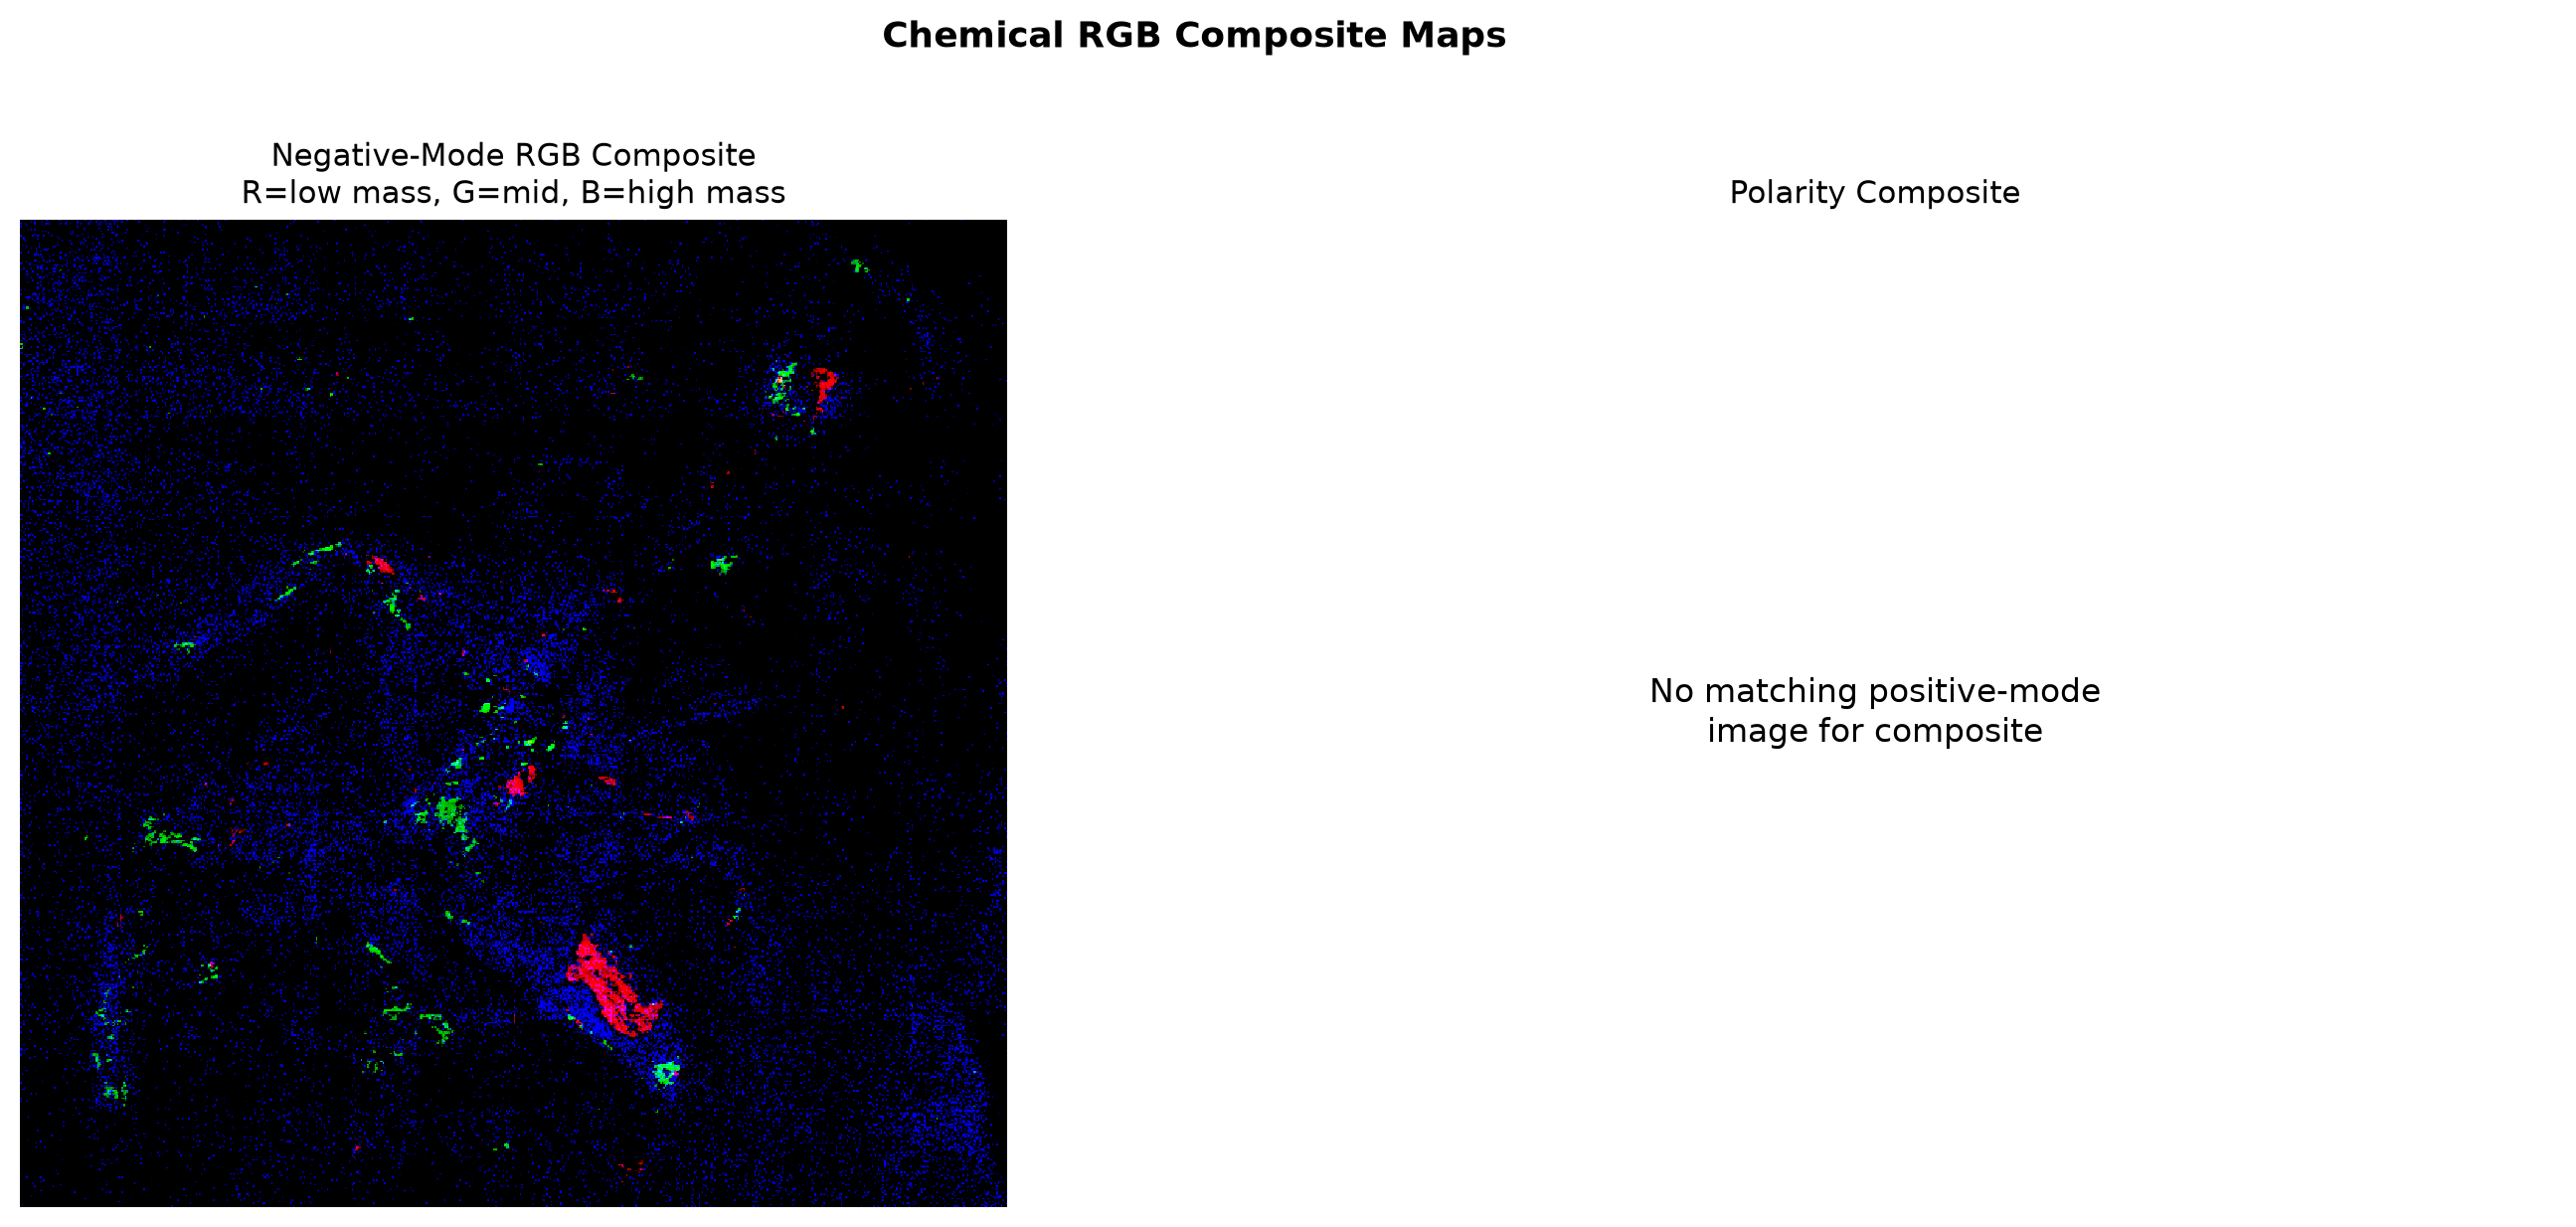 Chemical RGB Composite Maps
Negative-Mode RGB Composite
R=low mass, G=mid, B=high mass
Polarity Composite
No matching positive-mode
image for composite